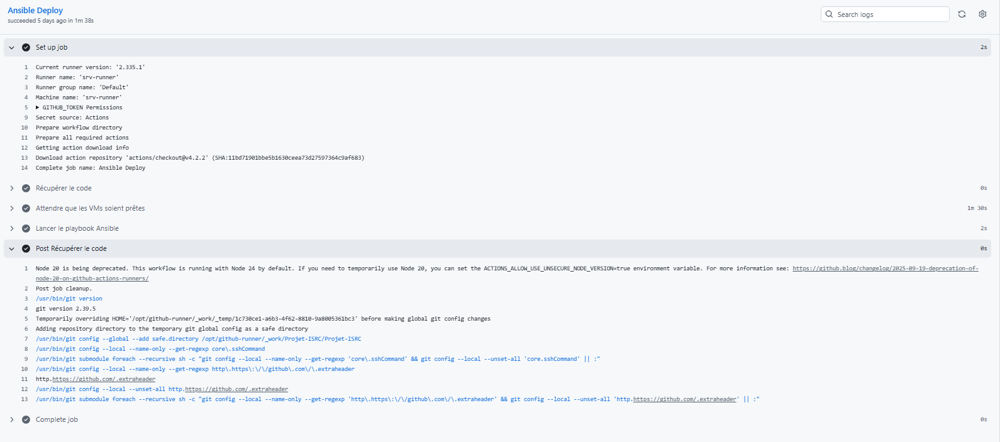 Ansible Deploy
succeeded 5 days ago in 1m 38s
Search logs
Set up job 2s
1 Current runner version: '2.335.1'
2 Runner name: 'srv-runner'
3 Runner group name: 'Default'
4 Machine name: 'srv-runner'
5 ▶ GITHUB_TOKEN Permissions
9 Secret source: Actions
10 Prepare workflow directory
11 Prepare all required actions
12 Getting action download info
13 Download action repository 'actions/checkout@v4.2.2' (SHA:11bd71901bbe5b1630ceea73d27597364c9af683)
14 Complete job name: Ansible Deploy
Récupérer le code 0s
Attendre que les VMs soient prêtes 1m 30s
Lancer le playbook Ansible 2s
Post Récupérer le code 0s
1 Node 20 is being deprecated. This workflow is running with Node 24 by default. If you need to temporarily use Node 20, you can set the ACTIONS_ALLOW_USE_UNSECURE_NODE_VERSION=true environment variable. For more information see: https://github.blog/changelog/2025-09-19-deprecation-of-
node-20-on-github-actions-runners/
2 Post job cleanup.
3 /usr/bin/git version
4 git version 2.39.5
5 Temporarily overriding HOME='/opt/github-runner/_work/_temp/1c730ce1-a6b3-4f62-8810-9a8005361bc3' before making global git config changes
6 Adding repository directory to the temporary git global config as a safe directory
7 /usr/bin/git config --global --add safe.directory /opt/github-runner/_work/Projet-ISRC/Projet-ISRC
8 /usr/bin/git config --local --name-only --get-regexp core\.sshCommand
9 /usr/bin/git submodule foreach --recursive sh -c "git config --local --name-only --get-regexp 'core\.sshCommand' && git config --local --unset-all 'core.sshCommand' || :"
10 /usr/bin/git config --local --name-only --get-regexp http\.https\:\/\/github\.com\/\.extraheader
11 http.https://github.com/.extraheader
12 /usr/bin/git config --local --unset-all http.https://github.com/.extraheader
13 /usr/bin/git submodule foreach --recursive sh -c "git config --local --name-only --get-regexp 'http\.https\:\/\/github\.com\/\.extraheader' && git config --local --unset-all 'http.https://github.com/.extraheader' || :"
Complete job 0s